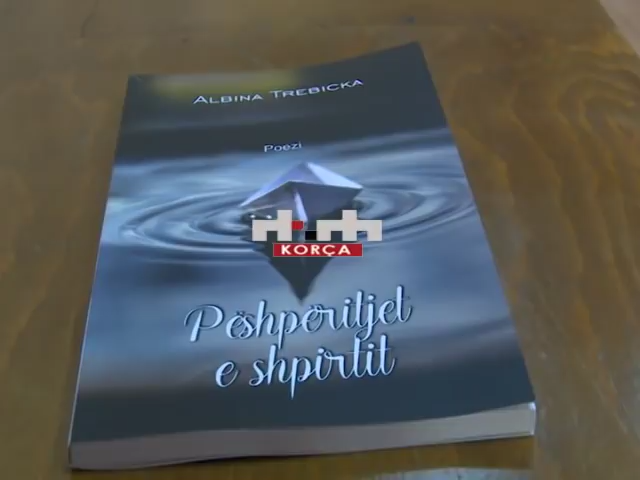 ALBINA TREBICKA
Poezi
KORÇA
Pëshpëritjet
e shpirtit